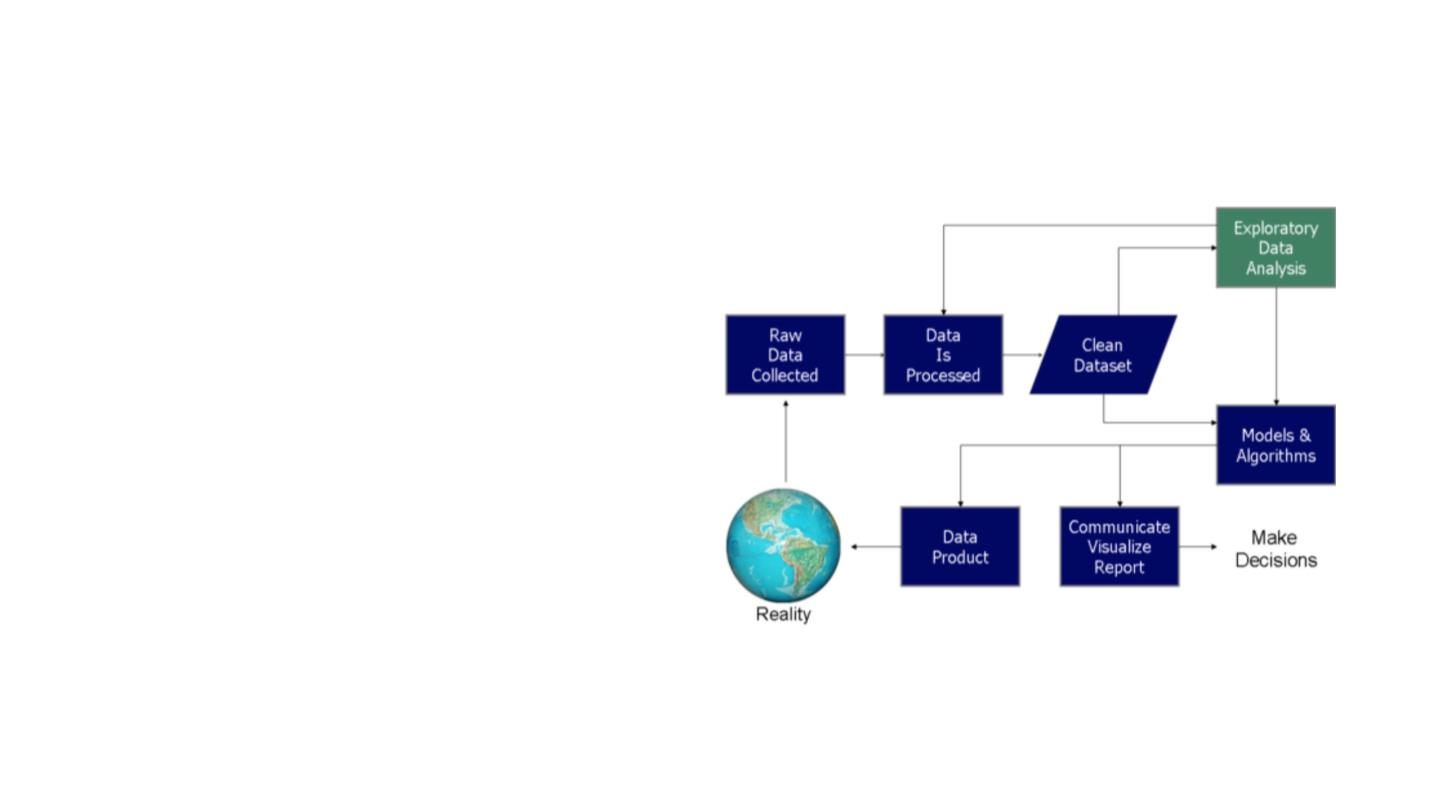 Exploratory
Data
Analysis
Raw
Data
Collected
Data
Is
Processed
Clean
Dataset
Models &
Algorithms
Data
Product
Communicate
Visualize
Report
Make
Decisions
Reality